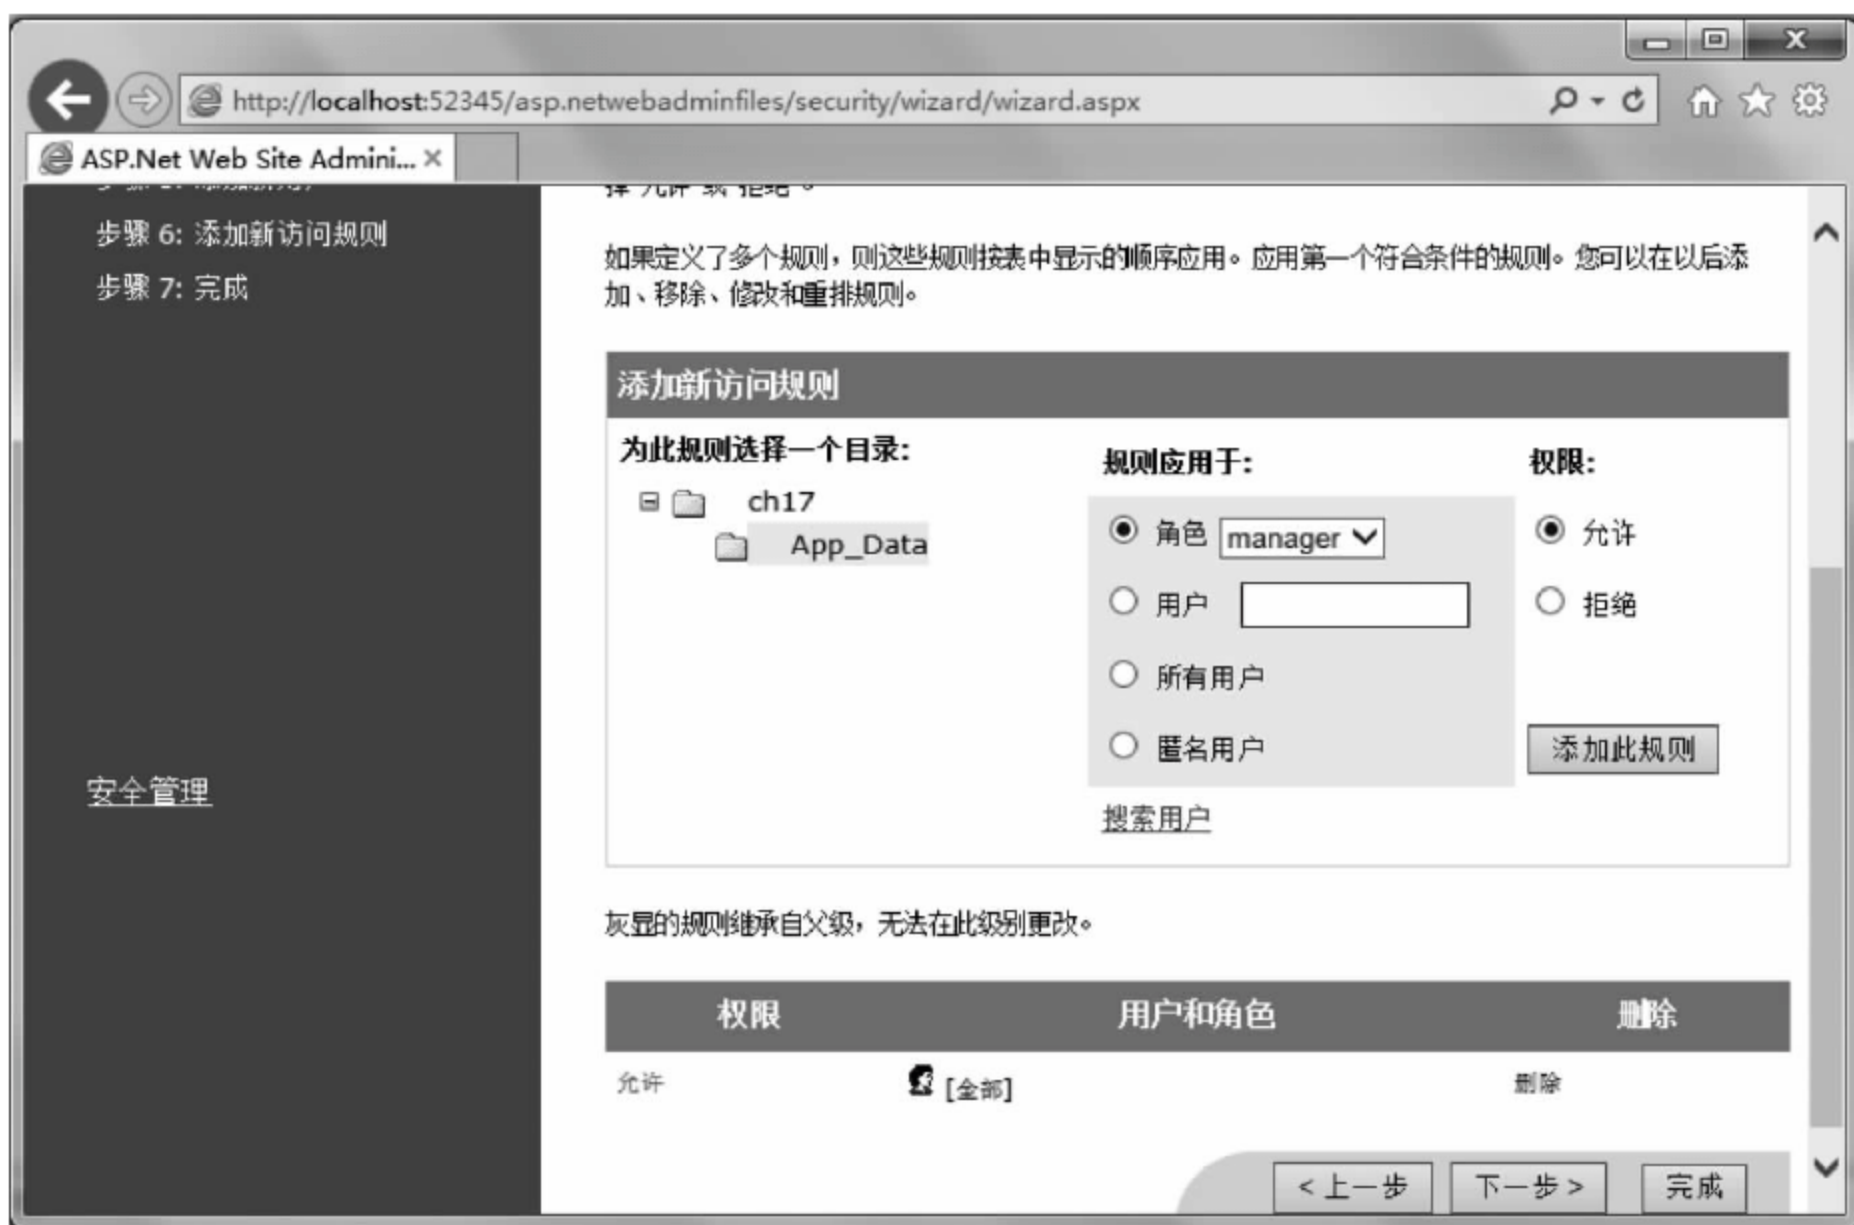 http://localhost:52345/asp.netwebadminfiles/security/wizard/wizard.aspx
ASP.Net Web Site Admini... ×
步骤 6: 添加新访问规则
步骤 7: 完成
安全管理
择"允许"或"拒绝"。
如果定义了多个规则，则这些规则按表中显示的顺序应用。应用第一个符合条件的规则。您可以在以后添
加、移除、修改和重排规则。
添加新访问规则
为此规则选择一个目录:
ch17
App_Data
规则应用于:
角色 manager
用户
所有用户
匿名用户
搜索用户
权限:
允许
拒绝
添加此规则
灰显的规则继承自父级，无法在此级别更改。
权限 用户和角色 删除
允许 [全部] 删除
<上一步 下一步> 完成